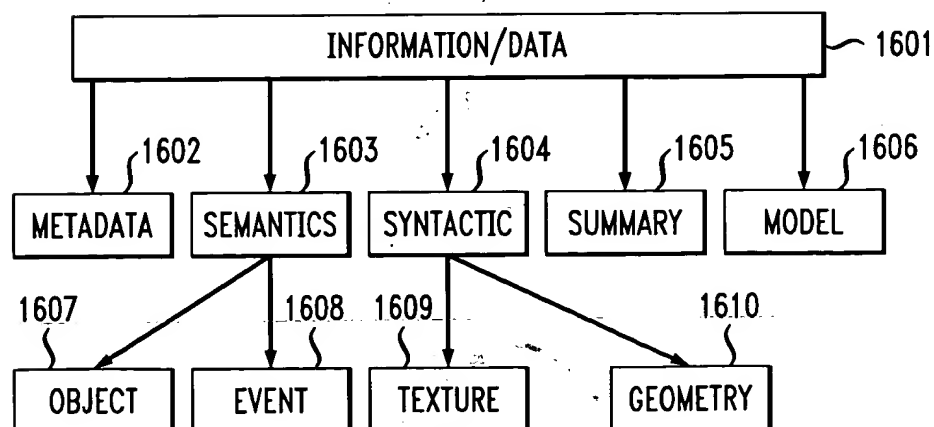 INFORMATION/DATA 1601
1602 1603 1604 1605 1606
METADATA SEMANTICS SYNTACTIC SUMMARY MODEL
1607 1608 1609 1610
OBJECT EVENT TEXTURE GEOMETRY